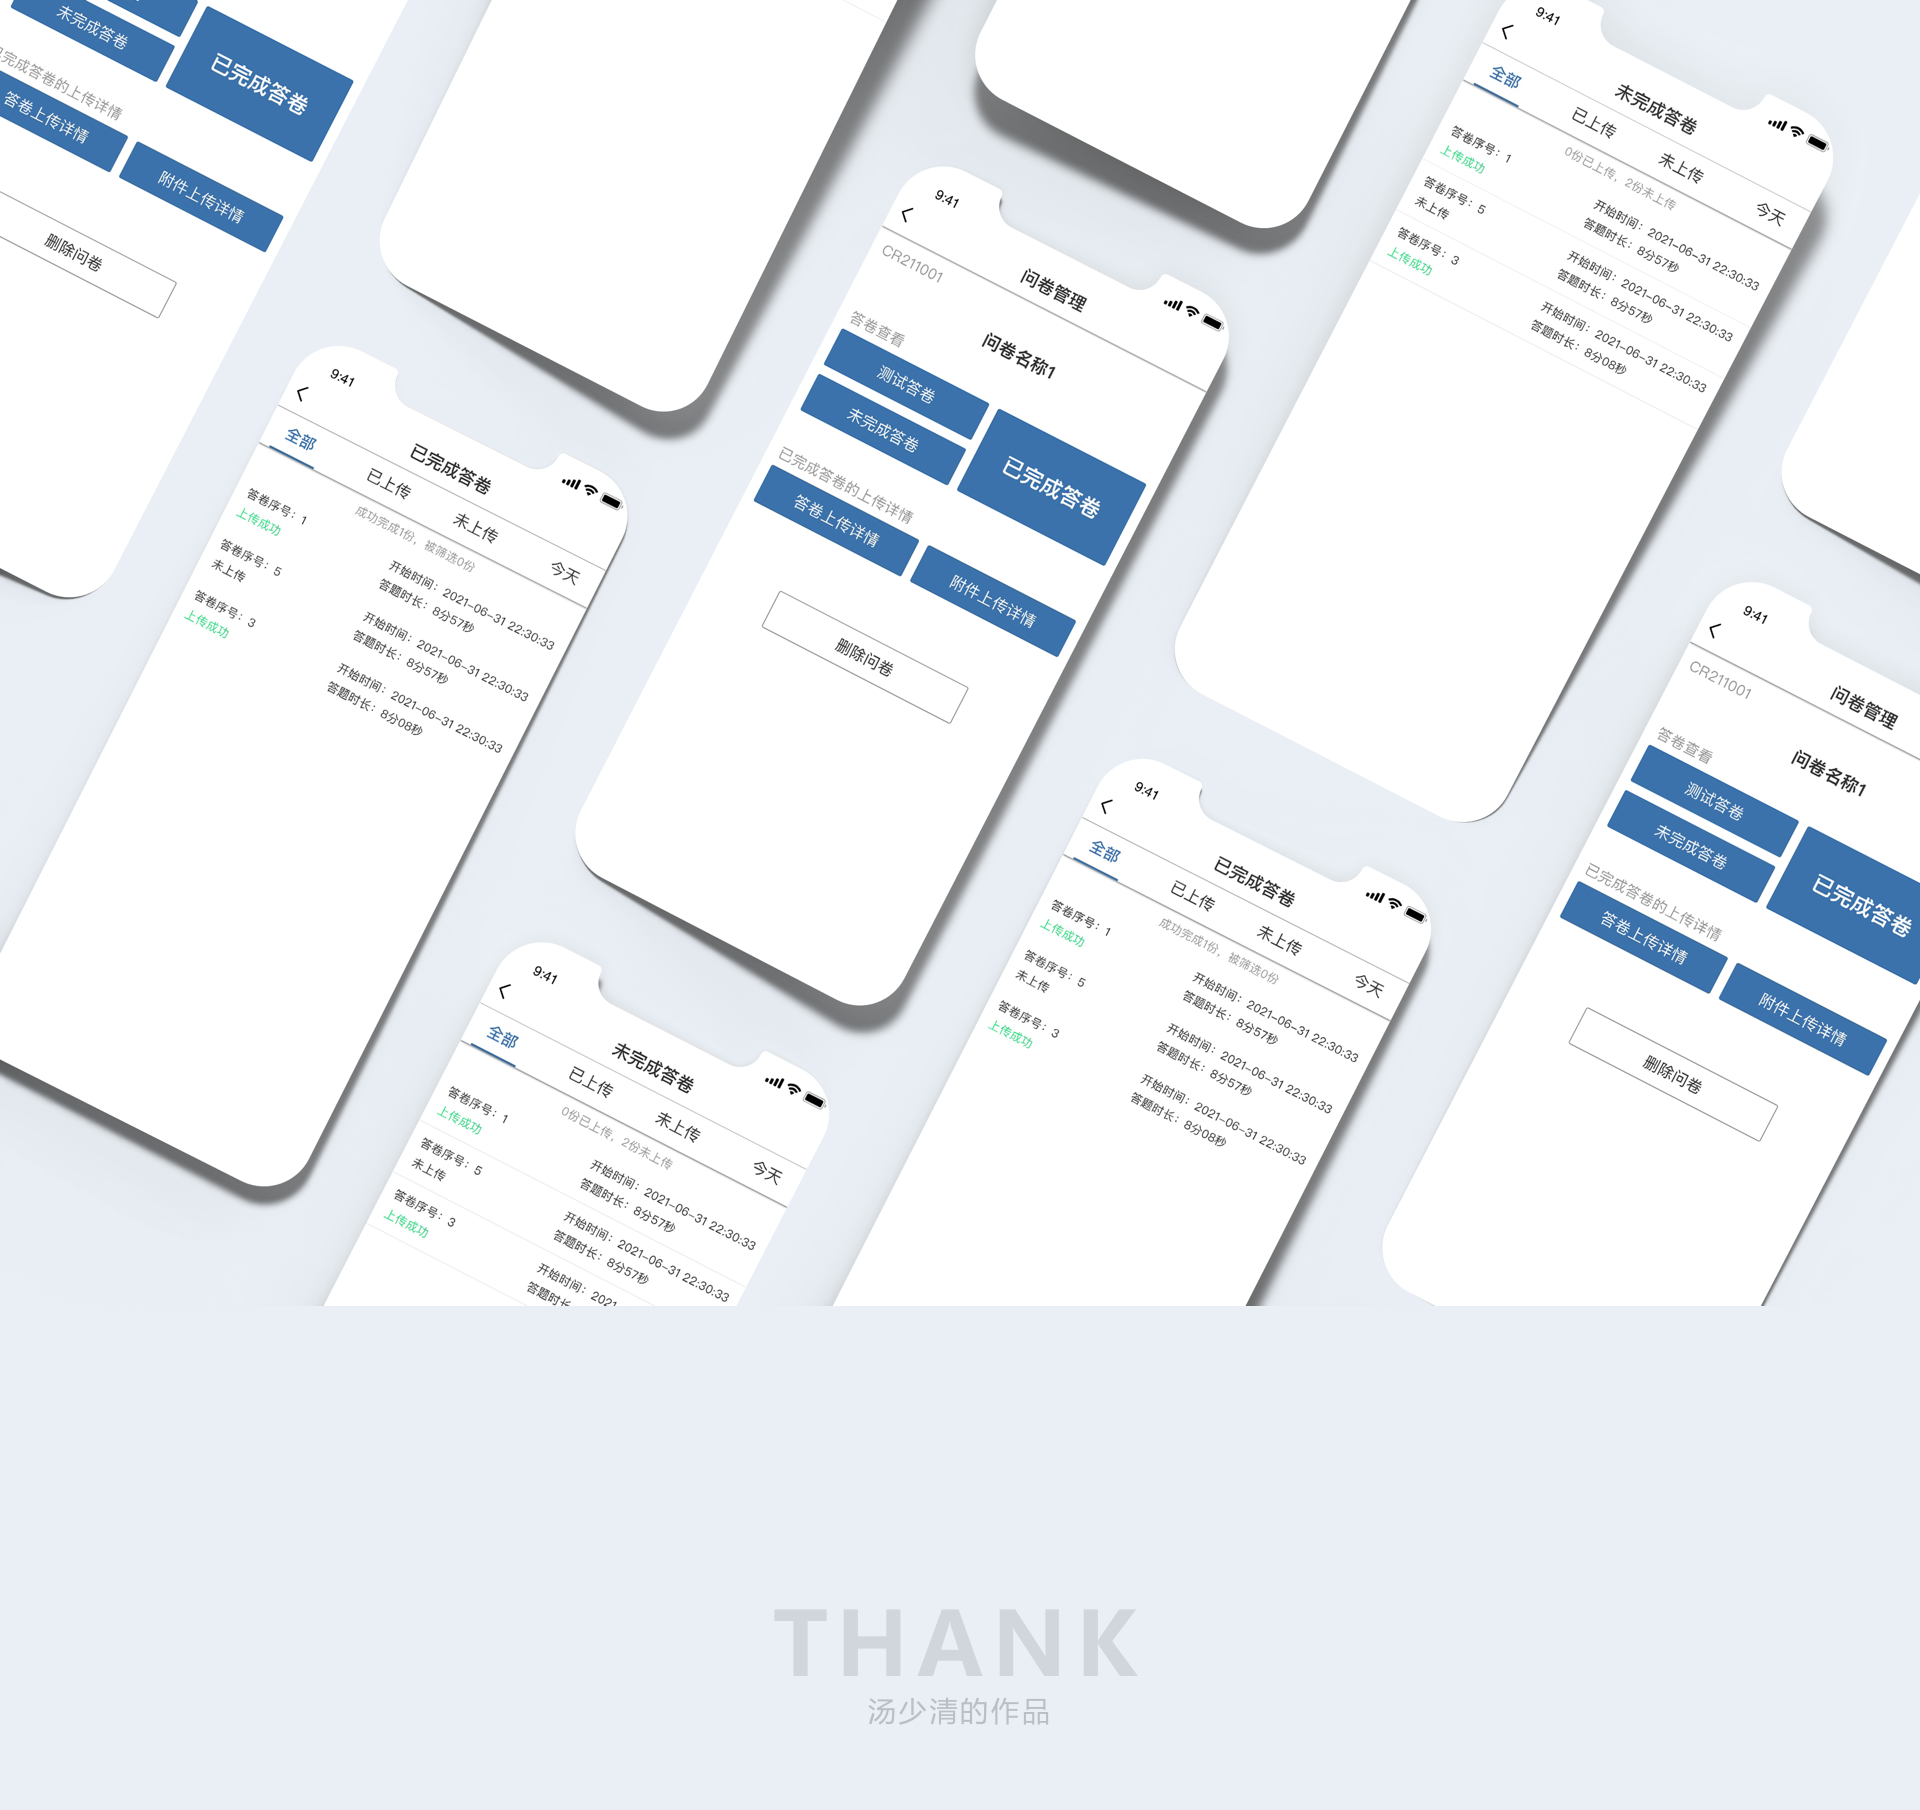 未完成答卷
已完成答卷
已完成答卷的上传详情
答卷上传详情
附件上传详情
删除问卷
9:41
已完成答卷
全部
已上传
未上传
今天
成功完成1份，被筛选0份
答卷序号：1
上传成功
开始时间：2021-06-31 22:30:33
答题时长：8分57秒
答卷序号：5
未上传
开始时间：2021-06-31 22:30:33
答题时长：8分57秒
答卷序号：3
上传成功
开始时间：2021-06-31 22:30:33
答题时长：8分08秒
9:41
问卷管理
CR211001
问卷名称1
答卷查看
测试答卷
未完成答卷
已完成答卷
已完成答卷的上传详情
答卷上传详情
附件上传详情
删除问卷
9:41
未完成答卷
全部
已上传
未上传
今天
0份已上传，2份未上传
答卷序号：1
上传成功
开始时间：2021-06-31 22:30:33
答题时长：8分57秒
答卷序号：5
未上传
开始时间：2021-06-31 22:30:33
答题时长：8分57秒
答卷序号：3
上传成功
开始时间：2021-06-31 22:30:33
答题时长：8分08秒
9:41
未完成答卷
全部
已上传
未上传
今天
0份已上传，2份未上传
答卷序号：1
上传成功
开始时间：2021-06-31 22:30:33
答题时长：8分57秒
答卷序号：5
未上传
开始时间：2021-06-31 22:30:33
答题时长：8分57秒
答卷序号：3
上传成功
开始时间：2021
答题时长
9:41
已完成答卷
全部
已上传
未上传
今天
成功完成1份，被筛选0份
答卷序号：1
上传成功
开始时间：2021-06-31 22:30:33
答题时长：8分57秒
答卷序号：5
未上传
开始时间：2021-06-31 22:30:33
答题时长：8分57秒
答卷序号：3
上传成功
开始时间：2021-06-31 22:30:33
答题时长：8分08秒
9:41
问卷管理
CR211001
问卷名称1
答卷查看
测试答卷
未完成答卷
已完成答卷
已完成答卷的上传详情
答卷上传详情
附件上传详情
删除问卷
THANK
汤少清的作品